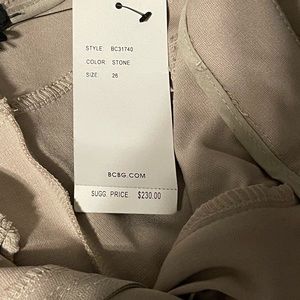 STYLE: BC31740
COLOR: STONE
SIZE: 26
BCBG.COM
SUGG. PRICE. $230.00